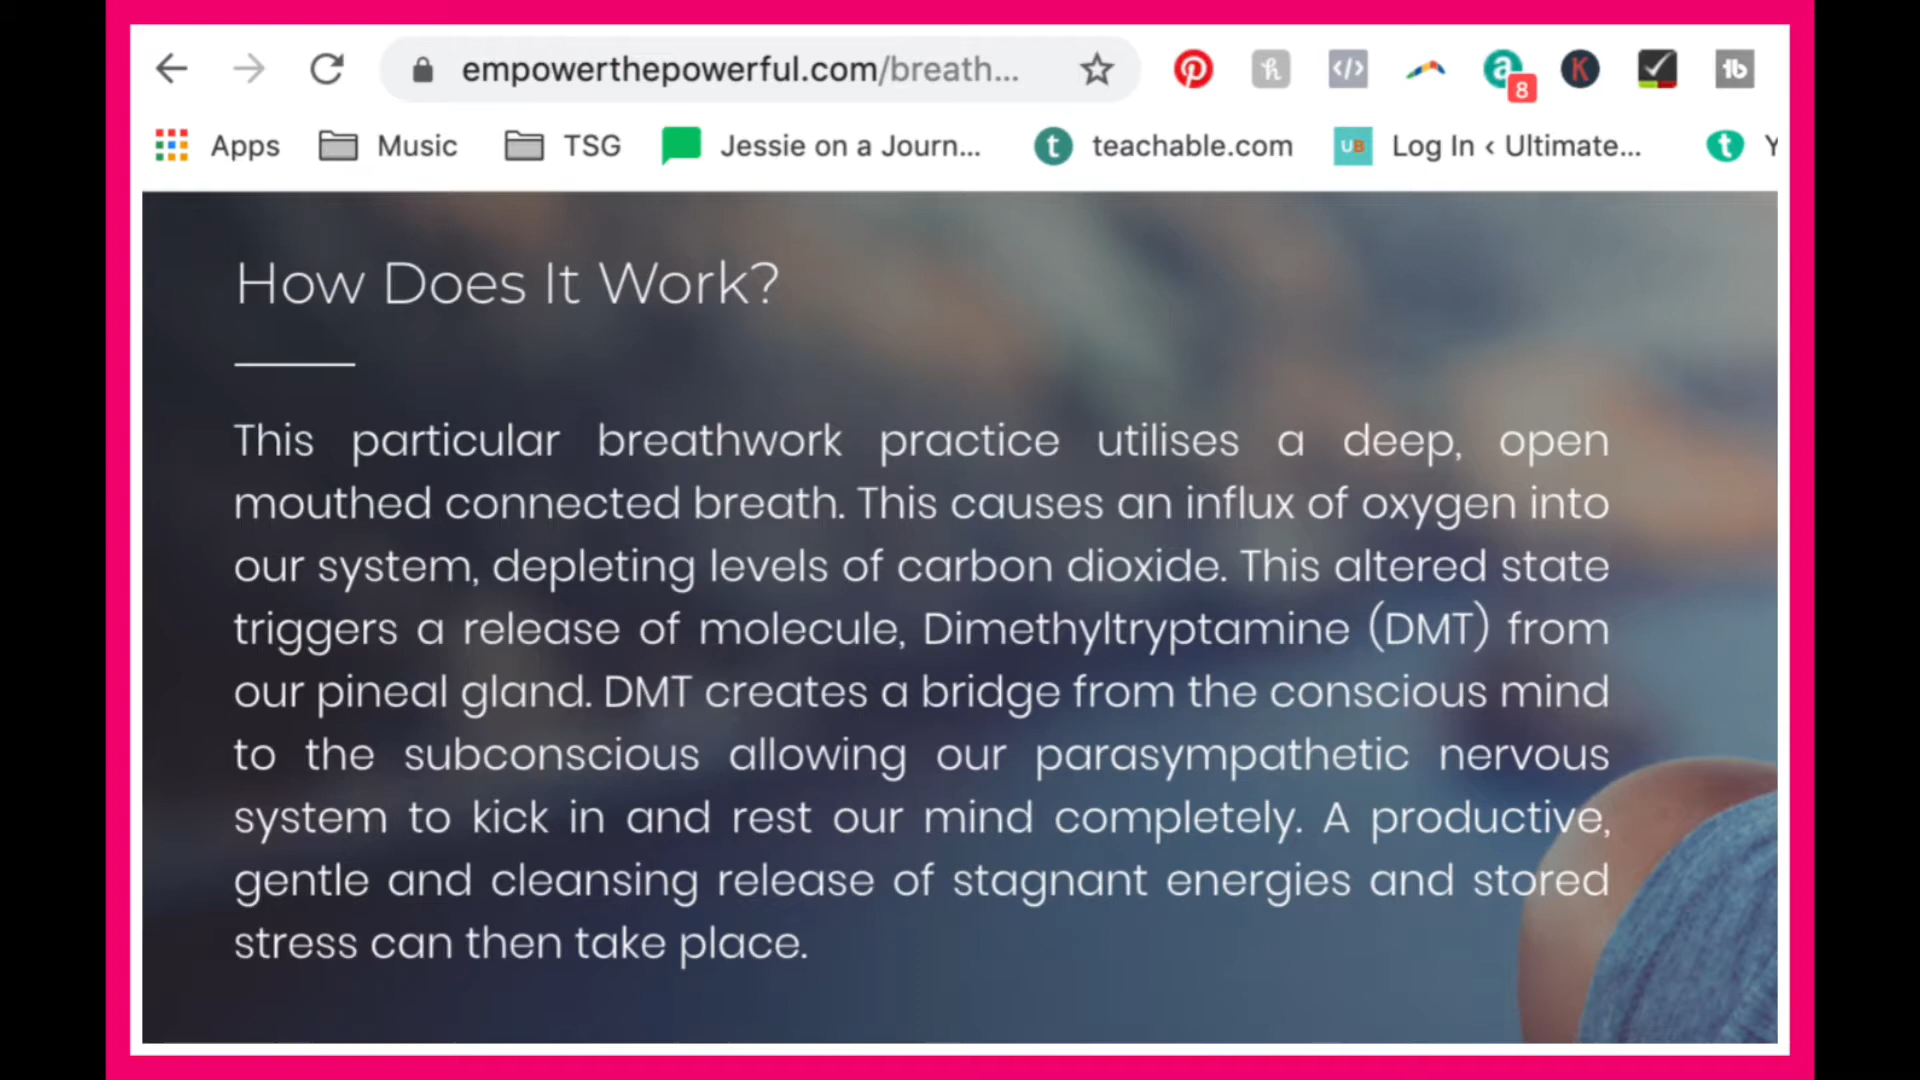 empowerthepowerful.com/breath...
8
Apps
Music
TSG
Jessie on a Journ...
teachable.com
UB
Log In ‹ Ultimate...
Y
How Does It Work?
This particular breathwork practice utilises a deep, open
mouthed connected breath. This causes an influx of oxygen into
our system, depleting levels of carbon dioxide. This altered state
triggers a release of molecule, Dimethyltryptamine (DMT) from
our pineal gland. DMT creates a bridge from the conscious mind
to the subconscious allowing our parasympathetic nervous
system to kick in and rest our mind completely. A productive,
gentle and cleansing release of stagnant energies and stored
stress can then take place.